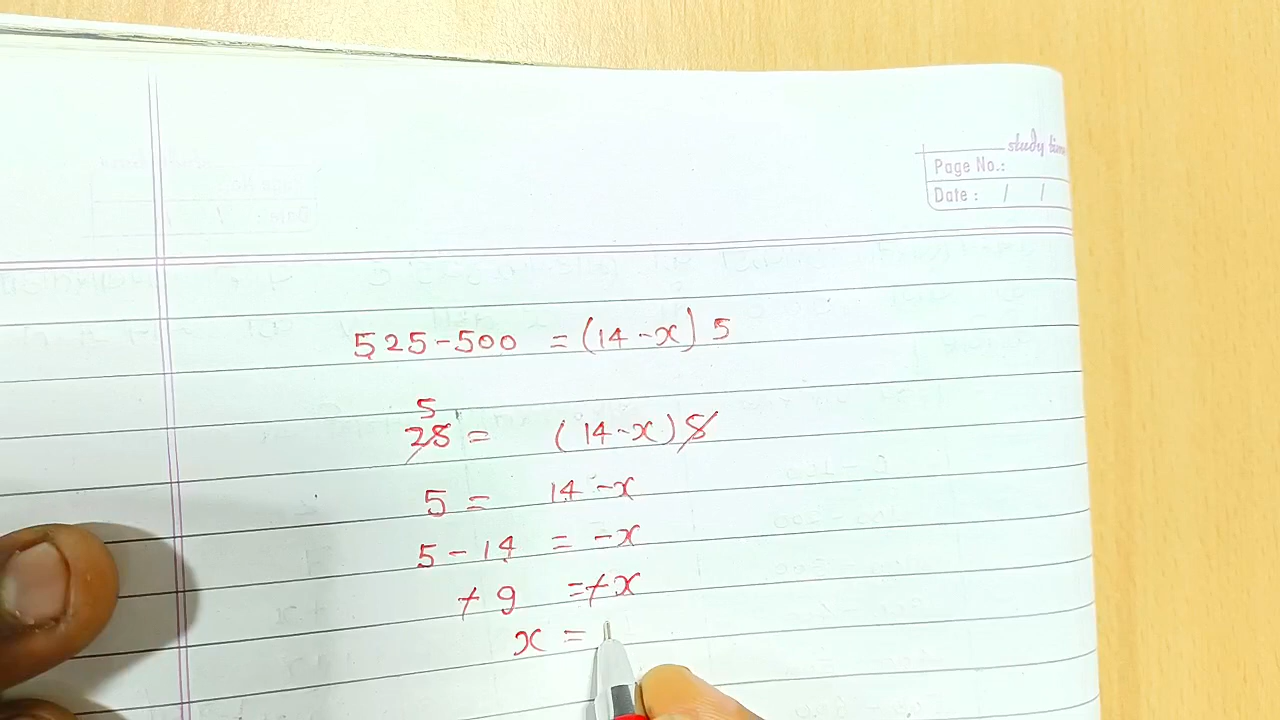 study time
Page No.:
Date : / /
525-500 = (14-x) 5
5
25 = (14-x) 5
5 = 14-x
5-14 = -x
+9 =+x
x =